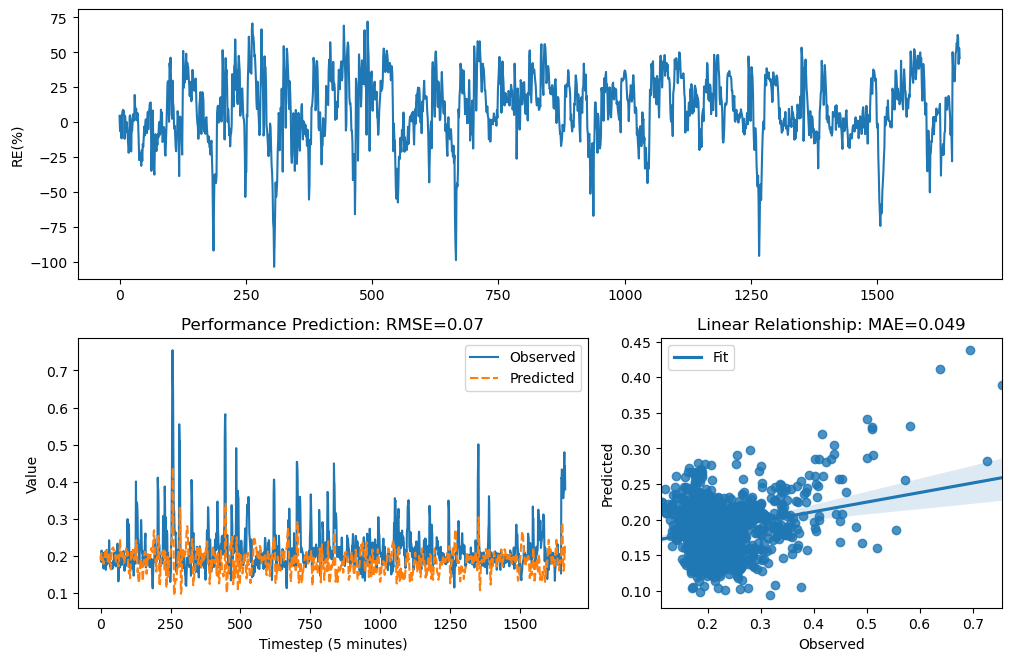 RE(%)
75
50
25
0
−25
−50
−75
−100
0 250 500 750 1000 1250 1500
Performance Prediction: RMSE=0.07
Value
0.7
0.6
0.5
0.4
0.3
0.2
0.1
Observed
Predicted
0 250 500 750 1000 1250 1500
Timestep (5 minutes)
Linear Relationship: MAE=0.049
Predicted
0.45
0.40
0.35
0.30
0.25
0.20
0.15
0.10
Fit
0.2 0.3 0.4 0.5 0.6 0.7
Observed